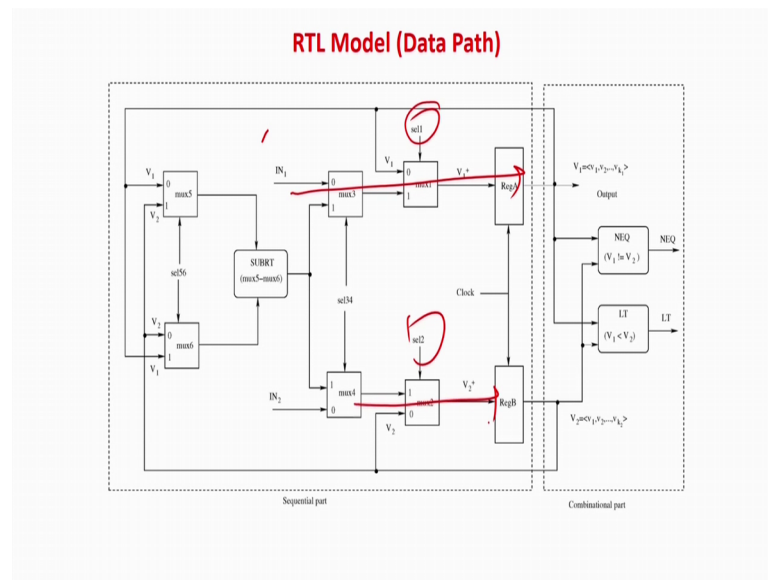 RTL Model (Data Path)
sel1
V1
0
mux1
1
V1+
IN1
0
mux3
1
RegA
V1=<v1,v2,...,vk1>
Output
V1
0
mux5
1
V2
SUBRT
(mux5-mux6)
sel56
sel34
Clock
NEQ
(V1 != V2)
NEQ
LT
(V1 < V2)
LT
V2
0
mux6
1
V1
sel2
1
mux4
0
IN2
1
mux2
0
V2
V2+
RegB
V2=<v1,v2,...,vk2>
Sequential part
Combinational part